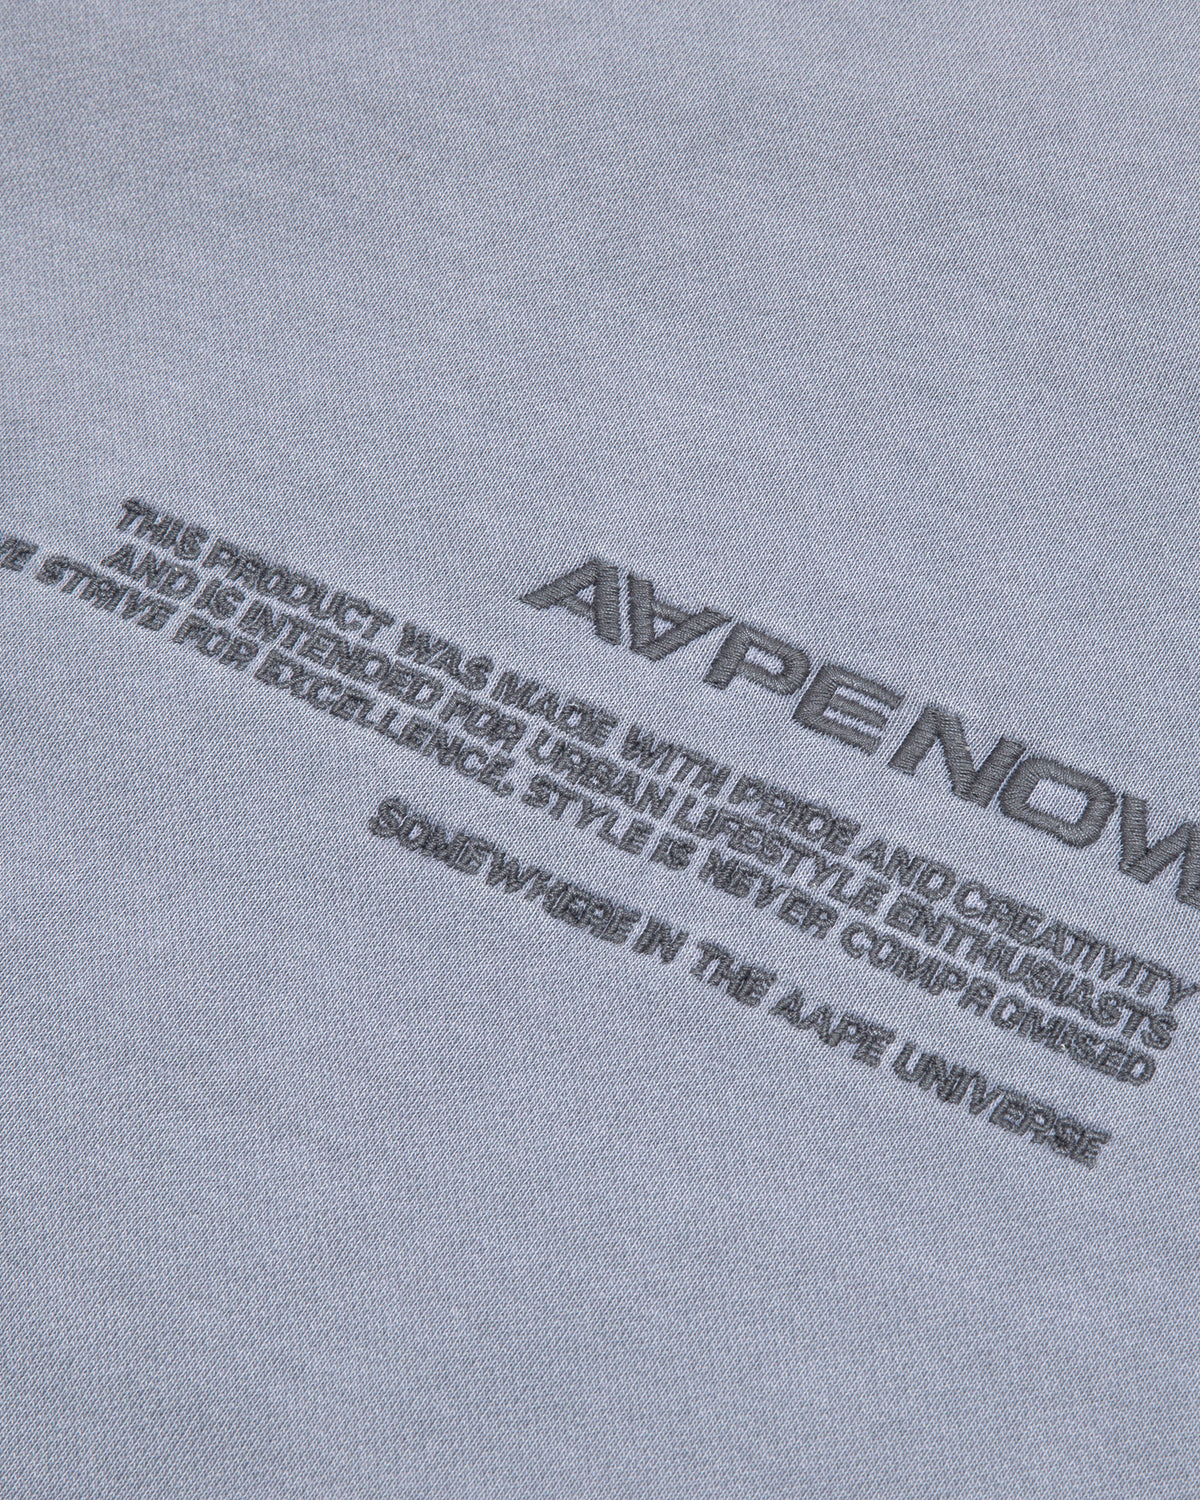 AAPE NOW
THIS PRODUCT WAS MADE WITH PRIDE AND CREATIVITY
AND IS INTENDED FOR URBAN LIFESTYLE ENTHUSIASTS
WE STRIVE FOR EXCELLENCE, STYLE IS NEVER COMPROMISED
SOMEWHERE IN THE AAPE UNIVERSE